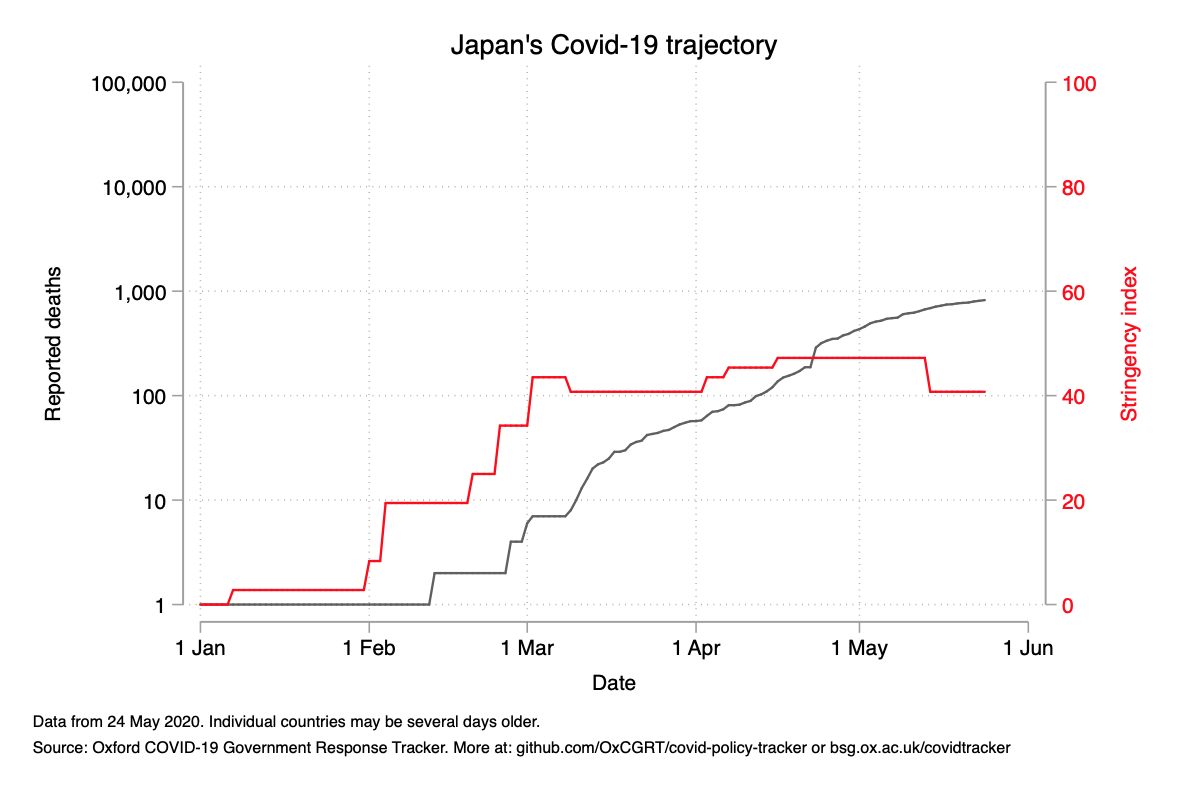 Japan's Covid-19 trajectory
100,000
10,000
1,000
100
10
1
Reported deaths
100
80
60
40
20
0
Stringency index
1 Jan 1 Feb 1 Mar 1 Apr 1 May 1 Jun
Date
Data from 24 May 2020. Individual countries may be several days older.
Source: Oxford COVID-19 Government Response Tracker. More at: github.com/OxCGRT/covid-policy-tracker or bsg.ox.ac.uk/covidtracker